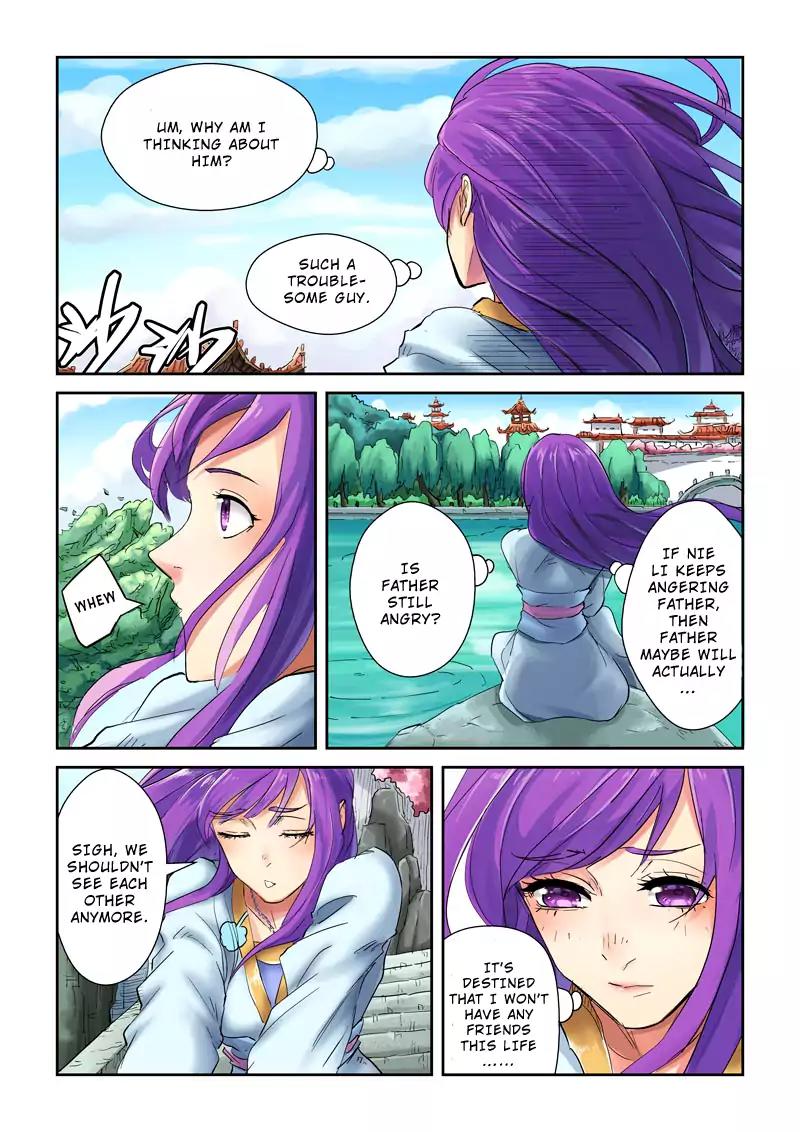 UM, WHY AM I
THINKING ABOUT
HIM?
SUCH A
TROUBLE-
SOME GUY.
WHEW
IS
FATHER
STILL
ANGRY?
IF NIE
LI KEEPS
ANGERING
FATHER,
THEN
FATHER
MAYBE WILL
ACTUALLY
...
SIGH, WE
SHOULDN'T
SEE EACH
OTHER
ANYMORE.
IT'S
DESTINED
THAT I WON'T
HAVE ANY
FRIENDS
THIS LIFE
......